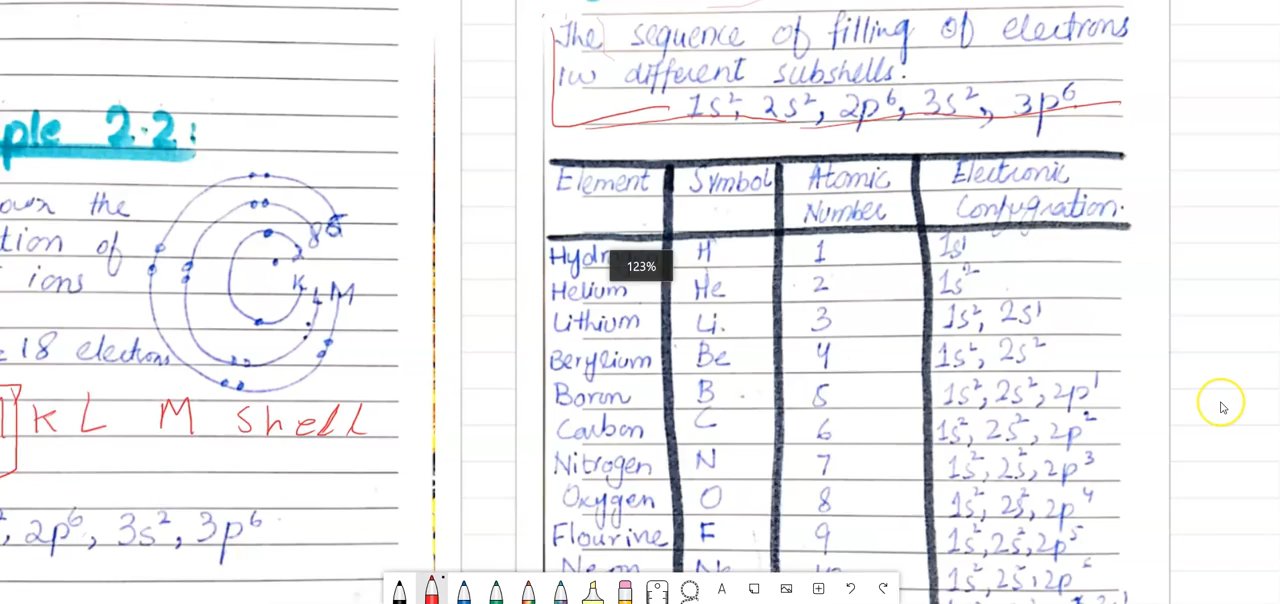 ple 2.2:
own the
tion of
ions
2
8
K L M
= 18 electrons
K L M Shell
2p⁶, 3s², 3p⁶
The sequence of filling of electrons
in different subshells.
1s², 2s², 2p⁶, 3s², 3p⁶
Element Symbol Atomic Number Electronic Confugration.
H 1 1s¹
Helium He 2 1s²
Lithium Li. 3 1s², 2s¹
Berylium Be 4 1s², 2s²
Boron B 5 1s², 2s², 2p¹
Carbon C 6 1s², 2s², 2p²
Nitrogen N 7 1s², 2s², 2p³
Oxygen O 8 1s², 2s², 2p⁴
Flourine F 9 1s², 2s², 2p⁵
1s², 2s², 2p⁶
123%
A